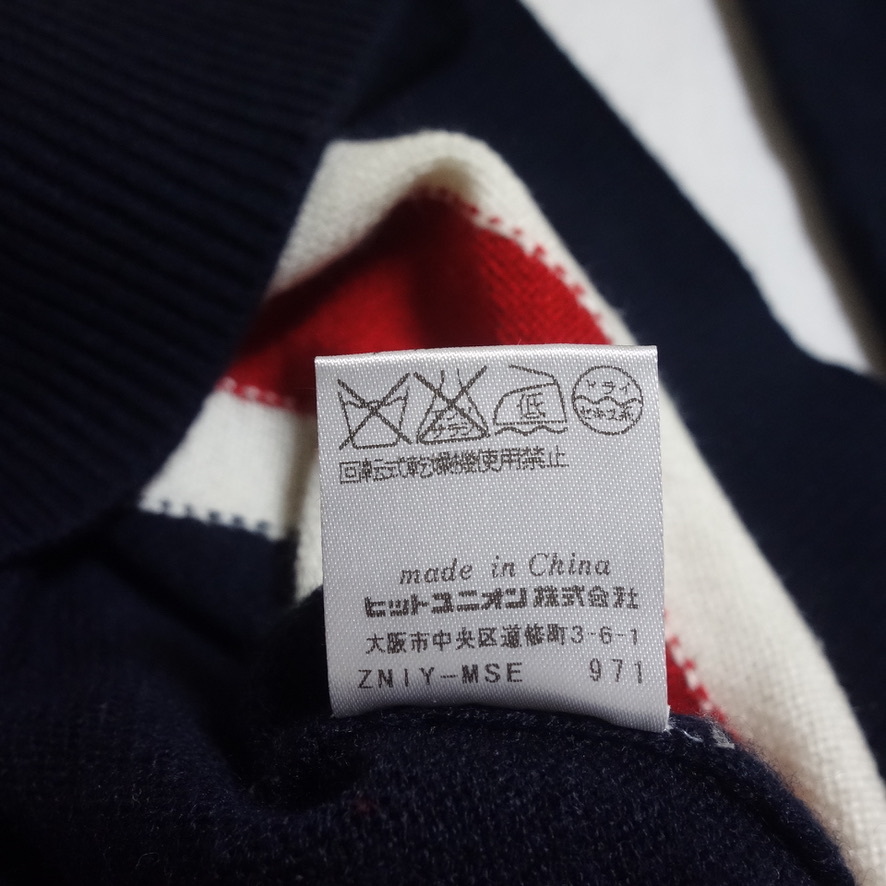 低 ドライ
セキユ系
回転式乾燥機使用禁止
made in China
ヒットユニオン株式会社
大阪市中央区道修町3-6-1
ZNIY-MSE 971